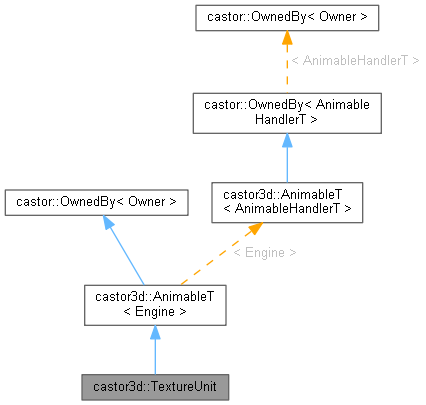 castor::OwnedBy< Owner >
< AnimableHandlerT >
castor::OwnedBy< Animable
HandlerT >
castor3d::AnimableT
< AnimableHandlerT >
castor::OwnedBy< Owner >
< Engine >
castor3d::AnimableT
< Engine >
castor3d::TextureUnit